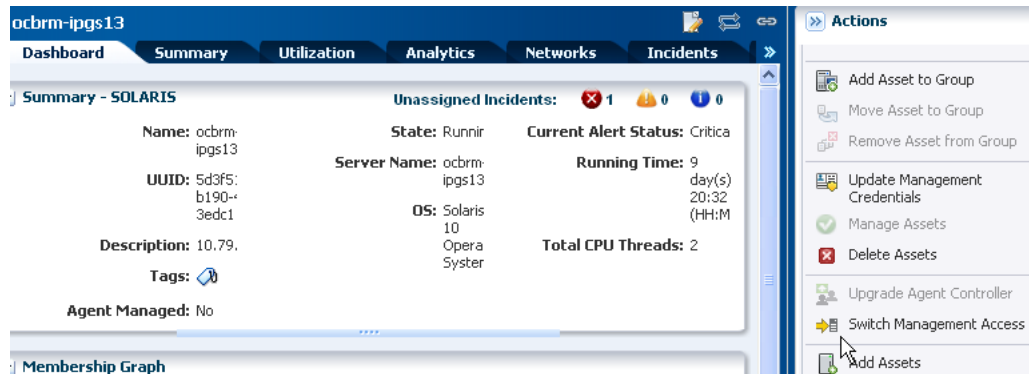 ocbrm-ipgs13
Dashboard Summary Utilization Analytics Networks Incidents
Summary - SOLARIS
Unassigned Incidents: 1 0 0
Name: ocbrm-
ipgs13
UUID: 5d3f5
b190-
3edc1
Description: 10.79.
Tags:
Agent Managed: No
State: Runnir
Server Name: ocbrm-
ipgs13
OS: Solaris
10
Opera
Syster
Current Alert Status: Critica
Running Time: 9
day(s)
20:32
(HH:M
Total CPU Threads: 2
Membership Graph
Actions
Add Asset to Group
Move Asset to Group
Remove Asset from Group
Update Management
Credentials
Manage Assets
Delete Assets
Upgrade Agent Controller
Switch Management Access
Add Assets